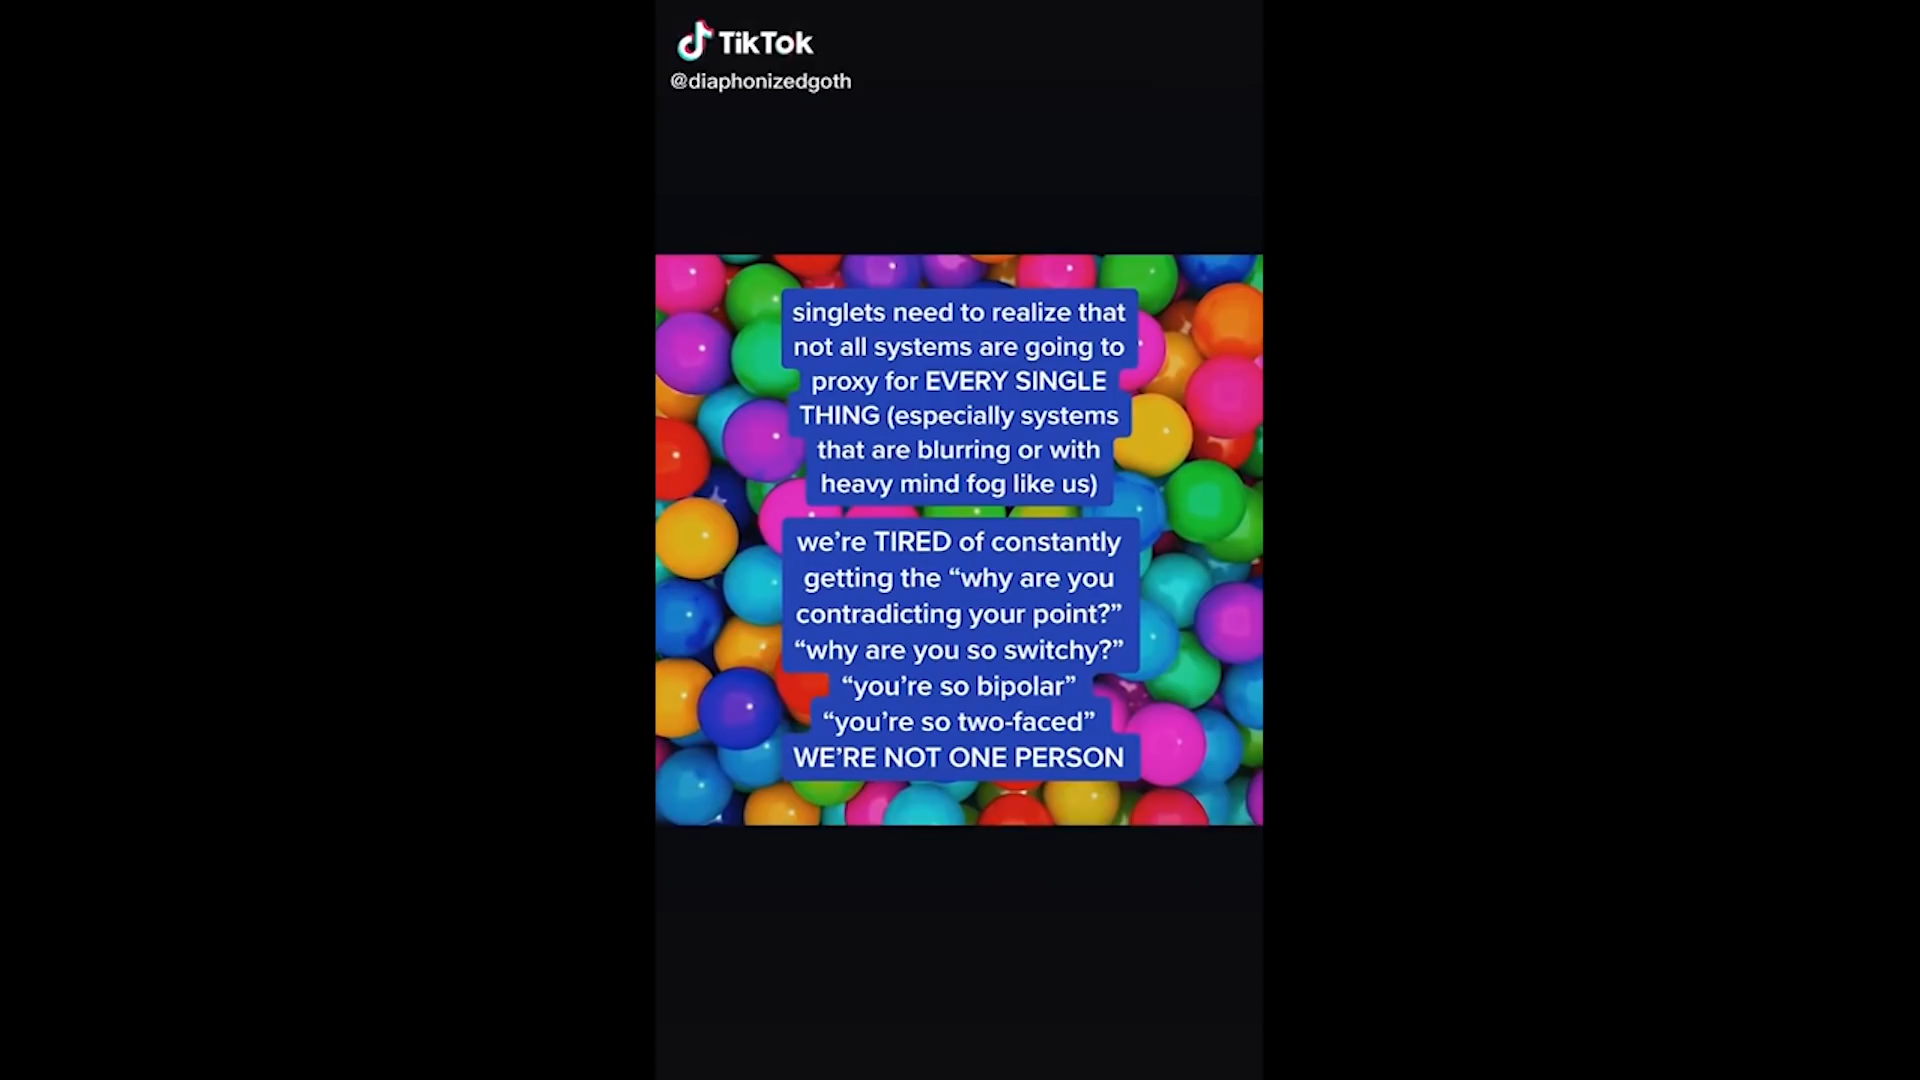 TikTok
@diaphonizedgoth
singlets need to realize that
not all systems are going to
proxy for EVERY SINGLE
THING (especially systems
that are blurring or with
heavy mind fog like us)
we’re TIRED of constantly
getting the “why are you
contradicting your point?”
“why are you so switchy?”
“you’re so bipolar”
“you’re so two-faced”
WE’RE NOT ONE PERSON